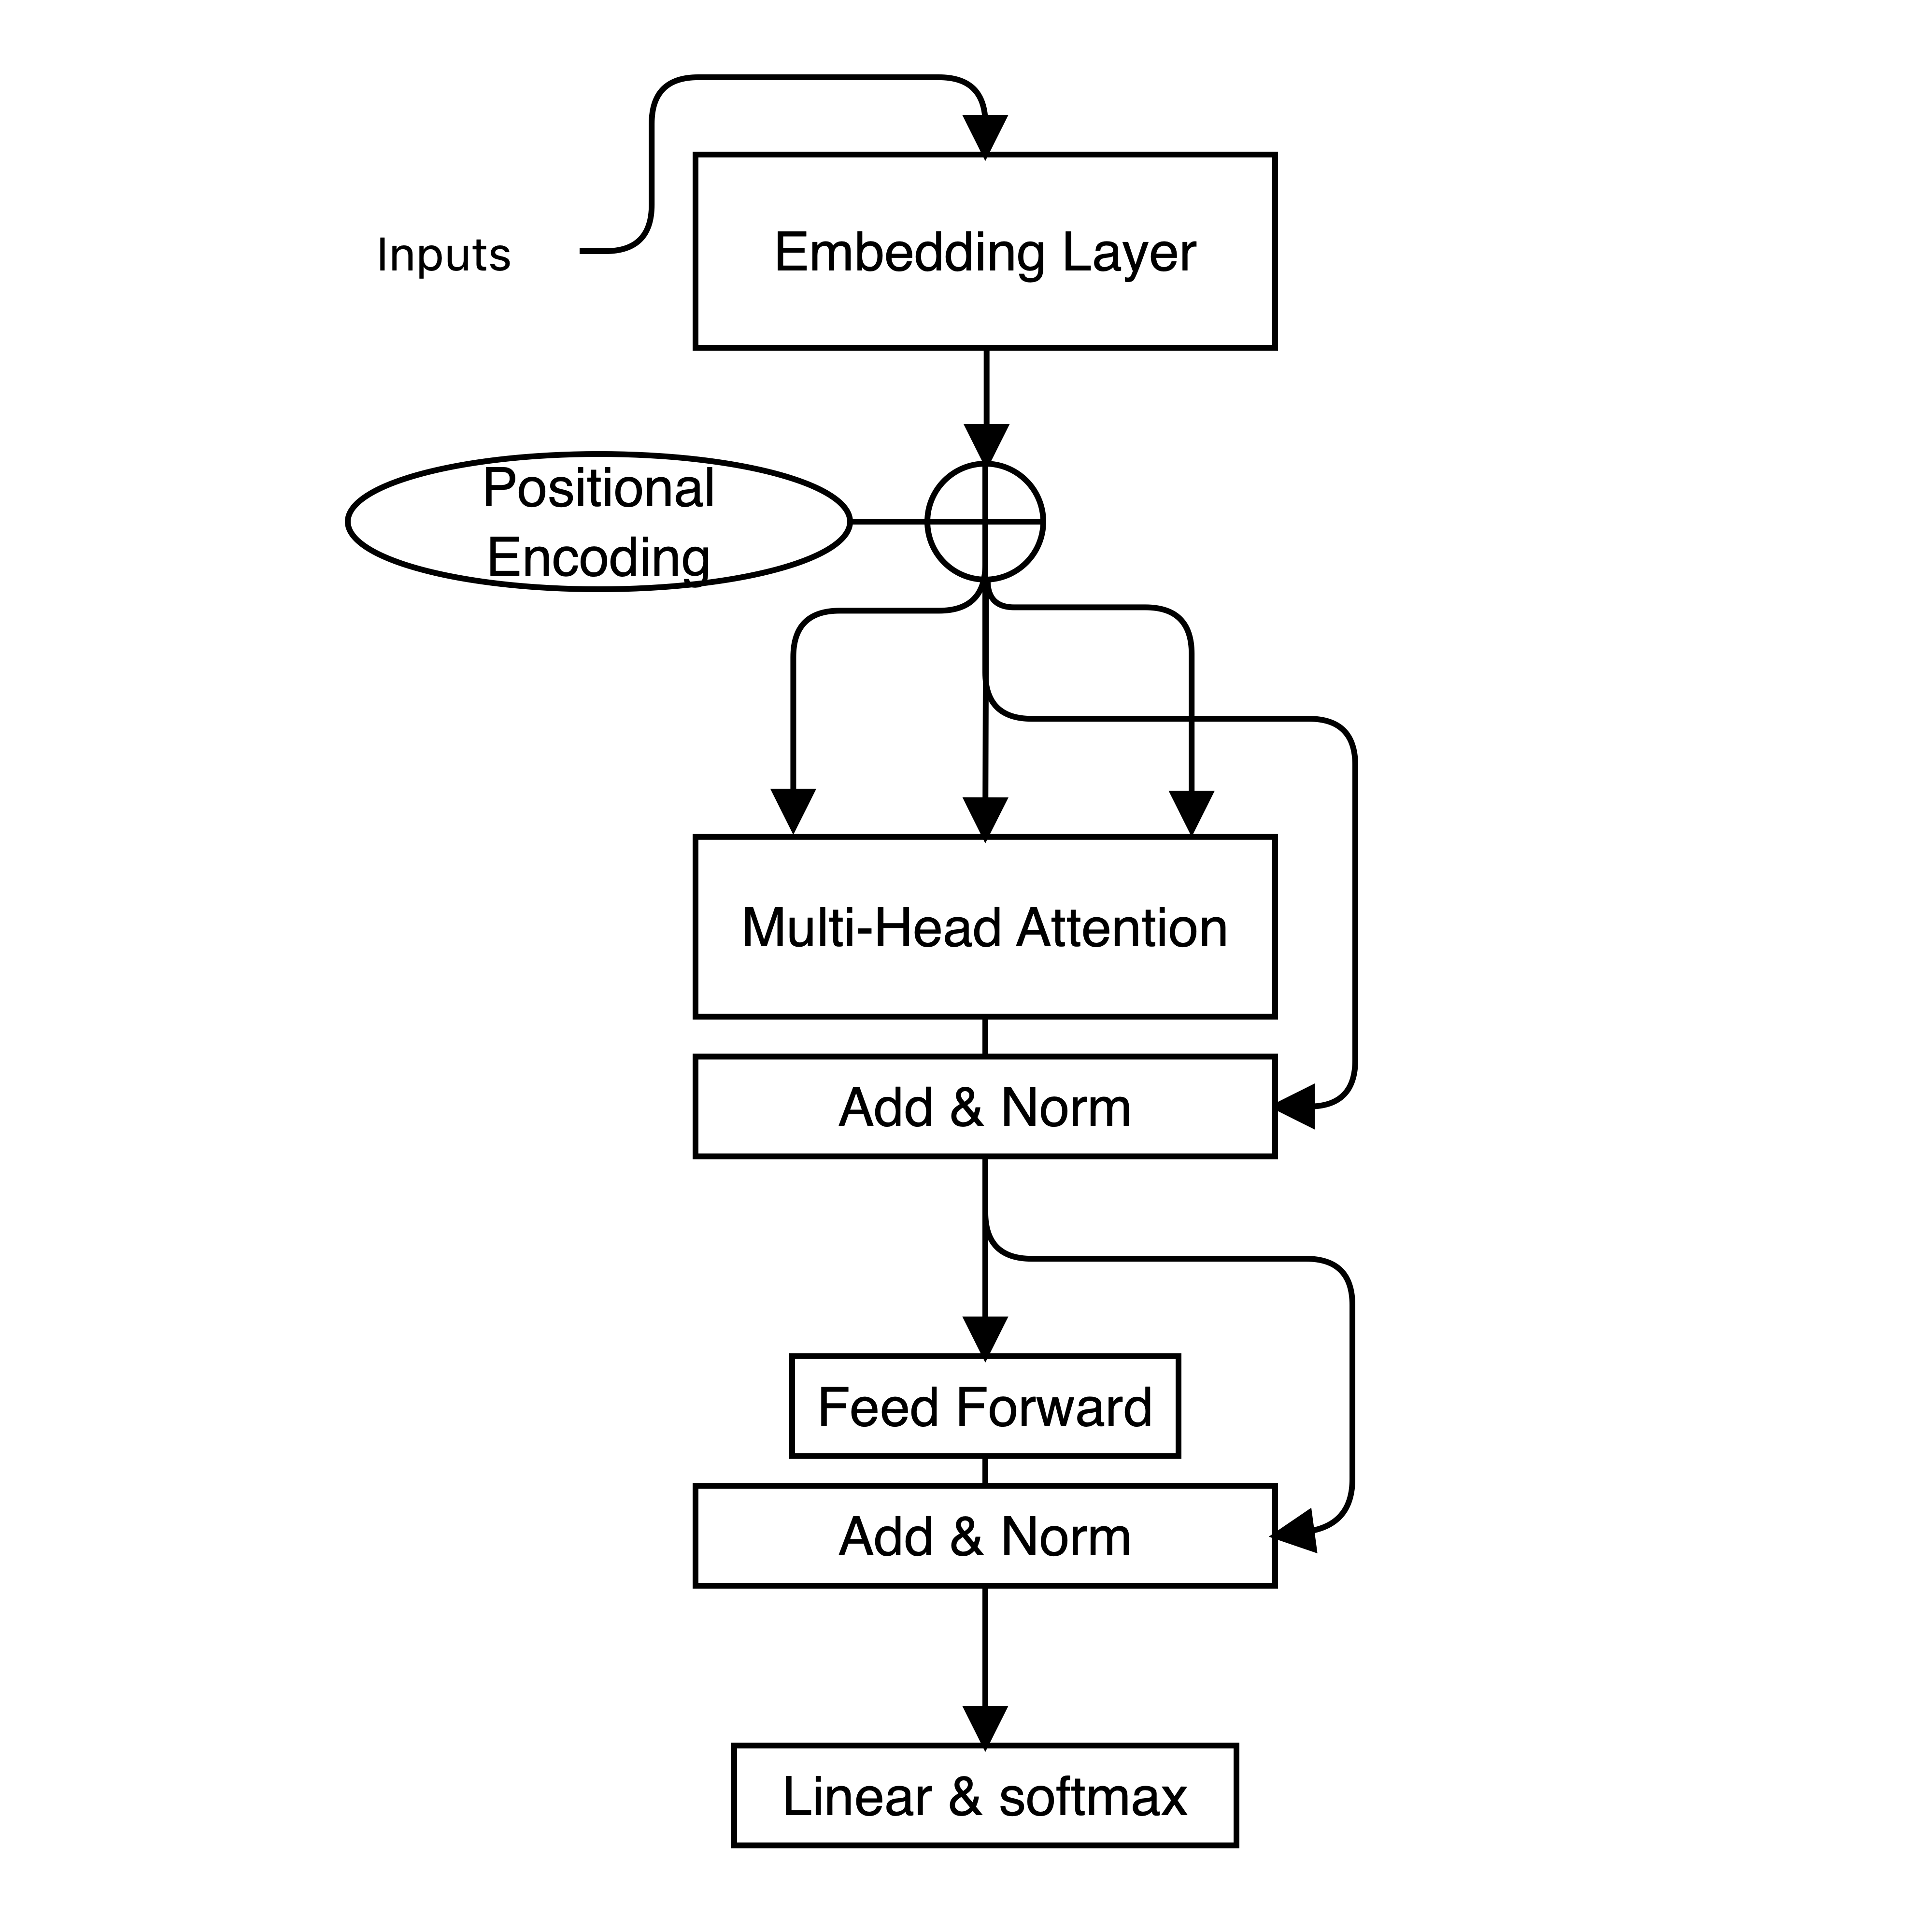 Inputs
Embedding Layer
Positional
Encoding
Multi-Head Attention
Add & Norm
Feed Forward
Add & Norm
Linear & softmax